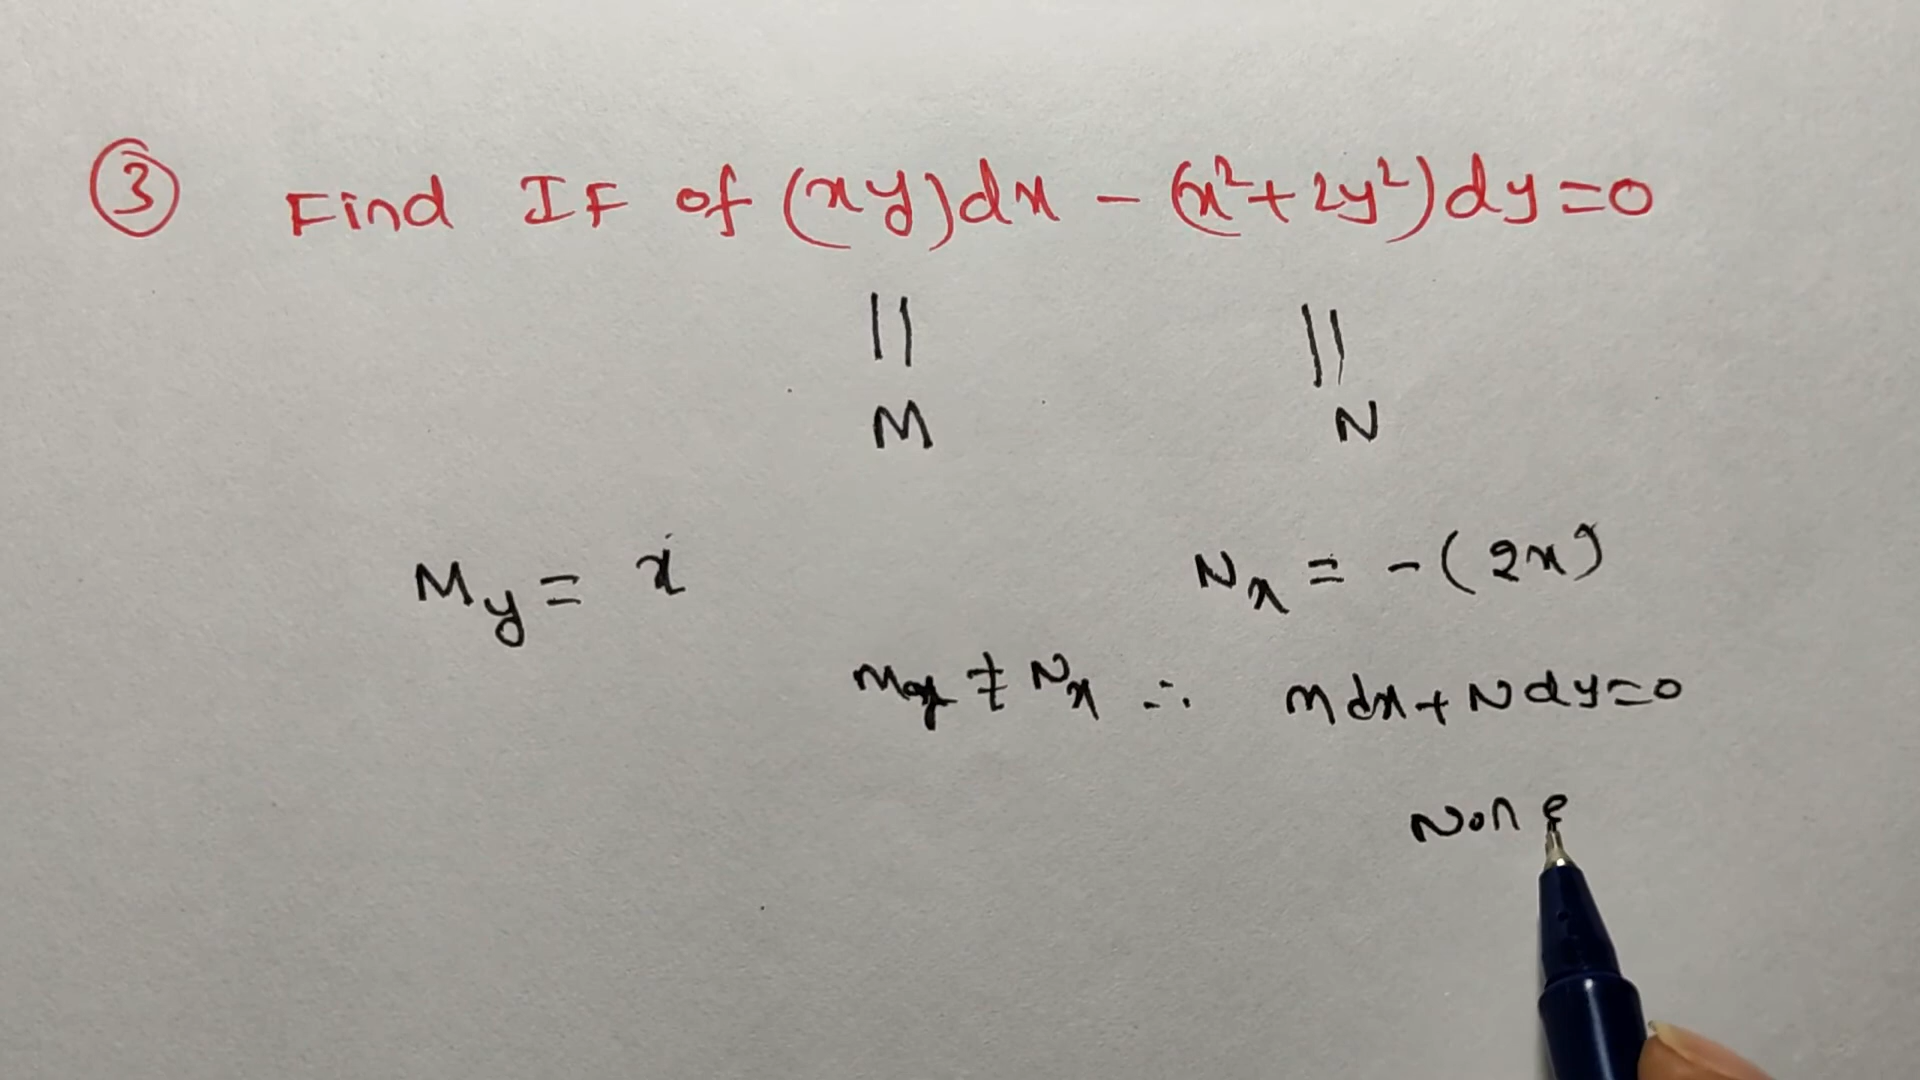 ③ Find IF of (xy)dx - (x²+2y²)dy=0
|| ||
M N
My = x Nx = -(2x)
My ≠ Nx ∴ mdx+Ndy=0
Non e